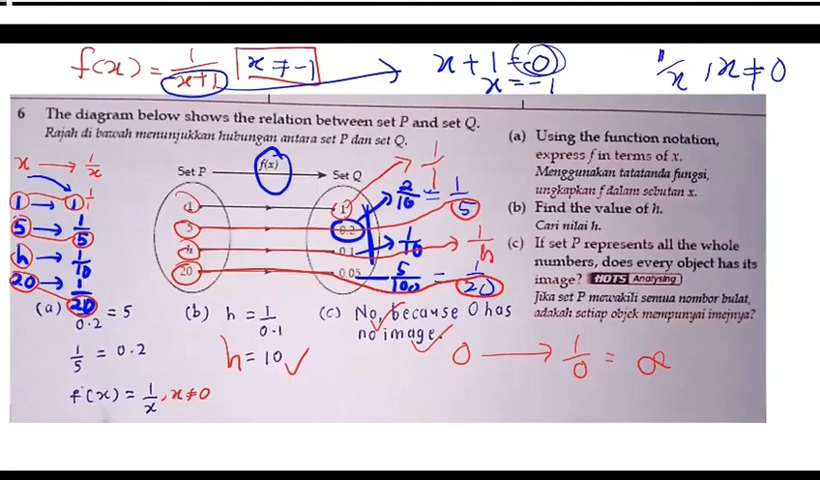 f(x) = 1/(x+1) x ≠ -1 x + 1 = 0 1/x , x ≠ 0
x = -1
6 The diagram below shows the relation between set P and set Q.
Rajah di bawah menunjukkan hubungan antara set P dan set Q.
x → 1/x
1 → 1 1/1
5 → 1/5
h → 1/10
20 → 1/20
Set P f(x) Set Q
1 1 1/1
5 0.2 2/10 = 1/5
h 0.1 1/10 → 1/h
20 0.05 5/100 = 1/20
(a) Using the function notation,
express f in terms of x.
Menggunakan tatatanda fungsi,
ungkapkan f dalam sebutan x.
(b) Find the value of h.
Cari nilai h.
(c) If set P represents all the whole
numbers, does every object have its
image? HOTS Analysing
Jika set P mewakili semua nombor bulat,
adakah setiap objek mempunyai imejnya?
(a) 1/0.2 = 5
1/5 = 0.2
f(x) = 1/x , x ≠ 0
(b) h = 1/0.1
h = 10 ✓
(c) No, because 0 has
no image.
0 → 1/0 = ∞